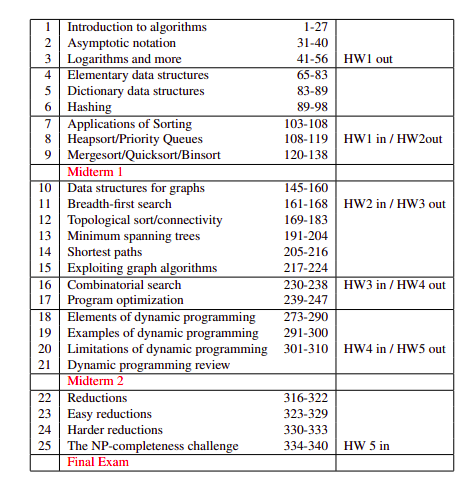 1 Introduction to algorithms 1-27
2 Asymptotic notation 31-40
3 Logarithms and more 41-56 HW1 out
4 Elementary data structures 65-83
5 Dictionary data structures 83-89
6 Hashing 89-98
7 Applications of Sorting 103-108
8 Heapsort/Priority Queues 108-119 HW1 in / HW2out
9 Mergesort/Quicksort/Binsort 120-138
Midterm 1
10 Data structures for graphs 145-160
11 Breadth-first search 161-168 HW2 in / HW3 out
12 Topological sort/connectivity 169-183
13 Minimum spanning trees 191-204
14 Shortest paths 205-216
15 Exploiting graph algorithms 217-224
16 Combinatorial search 230-238 HW3 in / HW4 out
17 Program optimization 239-247
18 Elements of dynamic programming 273-290
19 Examples of dynamic programming 291-300
20 Limitations of dynamic programming 301-310 HW4 in / HW5 out
21 Dynamic programming review
Midterm 2
22 Reductions 316-322
23 Easy reductions 323-329
24 Harder reductions 330-333
25 The NP-completeness challenge 334-340 HW 5 in
Final Exam